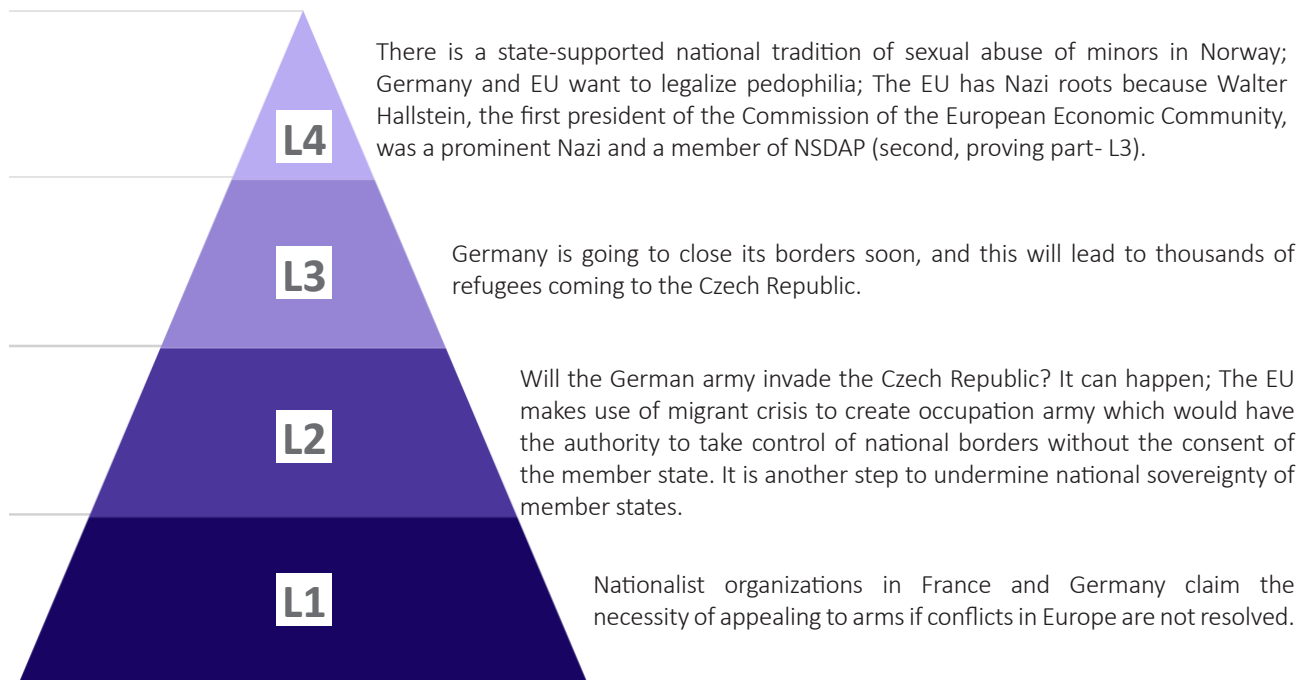 There is a state-supported national tradition of sexual abuse of minors in Norway;
Germany and EU want to legalize pedophilia; The EU has Nazi roots because Walter
Hallstein, the first president of the Commission of the European Economic Community,
was a prominent Nazi and a member of NSDAP (second, proving part- L3).
L4
Germany is going to close its borders soon, and this will lead to thousands of
refugees coming to the Czech Republic.
L3
Will the German army invade the Czech Republic? It can happen; The EU
makes use of migrant crisis to create occupation army which would have
the authority to take control of national borders without the consent of
the member state. It is another step to undermine national sovereignty of
member states.
L2
Nationalist organizations in France and Germany claim the
necessity of appealing to arms if conflicts in Europe are not resolved.
L1